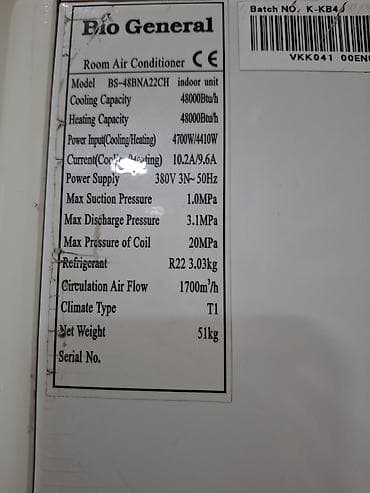 Bio General
Room Air Conditioner CE
Model BS-48BNA22CH indoor unit
Cooling Capacity 48000Btu/h
Heating Capacity 48000Btu/h
Power Input(Cooling/Heating) 4700W/4410W
Current(Cooling/Heating) 10.2A/9.6A
Power Supply 380V 3N~ 50Hz
Max Suction Pressure 1.0MPa
Max Discharge Pressure 3.1MPa
Max Pressure of Coil 20MPa
Refrigerant R22 3.03kg
Circulation Air Flow 1700m³/h
Climate Type T1
Net Weight 51kg
Serial No.
Batch NO. K-KB4
VKK041 00EN